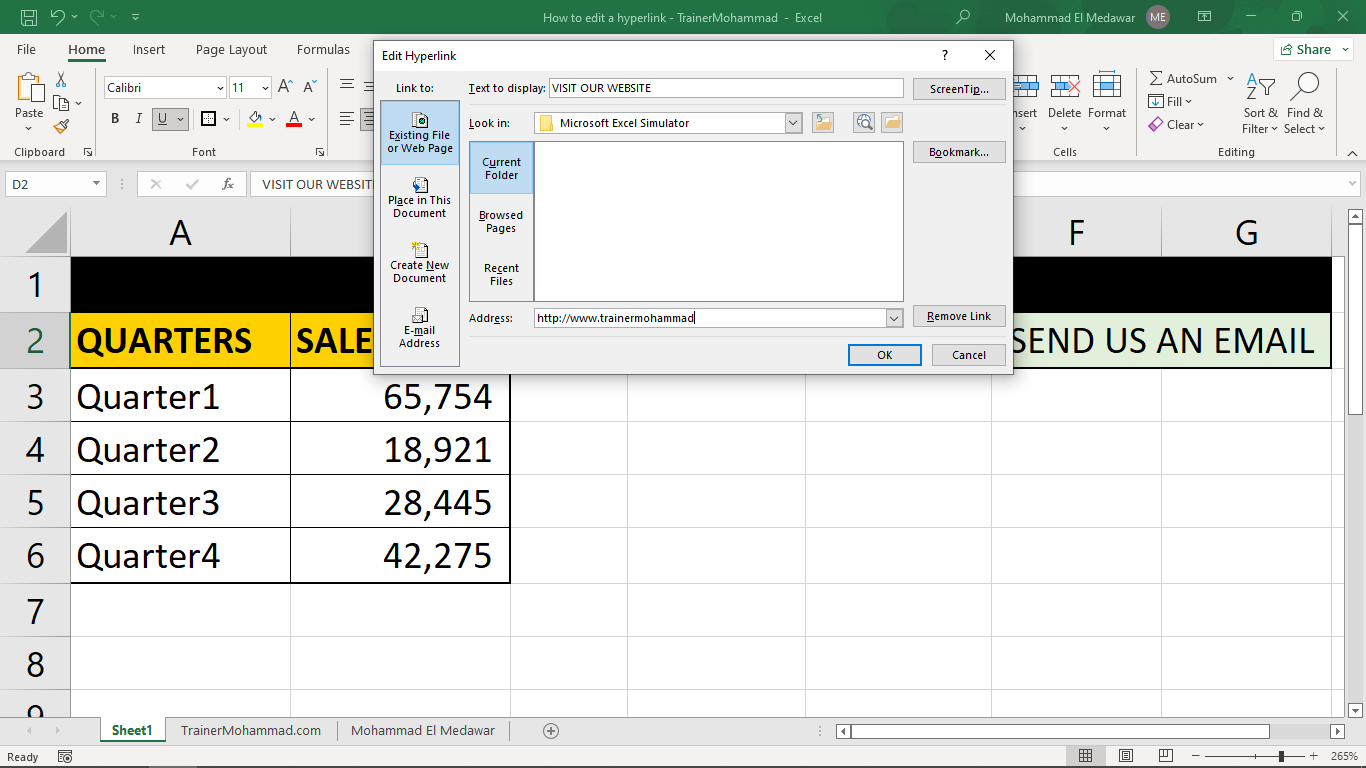 How to edit a hyperlink - TrainerMohammad - Excel
Mohammad El Medawar ME
File Home Insert Page Layout Formulas
Share
Paste
Calibri 11
B I U
A A A
AutoSum
Fill
Clear
Delete Format
Sort & Filter
Find & Select
Clipboard Font Cells Editing
D2 fx VISIT OUR WEBSIT
Edit Hyperlink ?
Link to:
Existing File or Web Page
Place in This Document
Create New Document
E-mail Address
Text to display: VISIT OUR WEBSITE
ScreenTip...
Look in: Microsoft Excel Simulator
Bookmark...
Current Folder
Browsed Pages
Recent Files
Address: http://www.trainermohammad
Remove Link
OK Cancel
A F G
1
2 QUARTERS SALE SEND US AN EMAIL
3 Quarter1 65,754
4 Quarter2 18,921
5 Quarter3 28,445
6 Quarter4 42,275
7
8
9
Sheet1 TrainerMohammad.com Mohammad El Medawar
Ready 265%